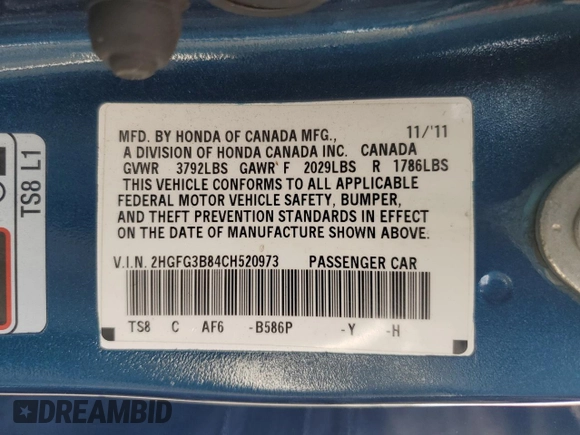 MFD. BY HONDA OF CANADA MFG., 11/'11
A DIVISION OF HONDA CANADA INC. CANADA
GVWR 3792LBS GAWR F 2029LBS R 1786LBS
THIS VEHICLE CONFORMS TO ALL APPLICABLE
FEDERAL MOTOR VEHICLE SAFETY, BUMPER,
AND THEFT PREVENTION STANDARDS IN EFFECT
ON THE DATE OF MANUFACTURE SHOWN ABOVE.
V.I.N. 2HGFG3B84CH520973 PASSENGER CAR
TS8 C AF6 -B586P -Y -H
TS8 L1
DREAMBID